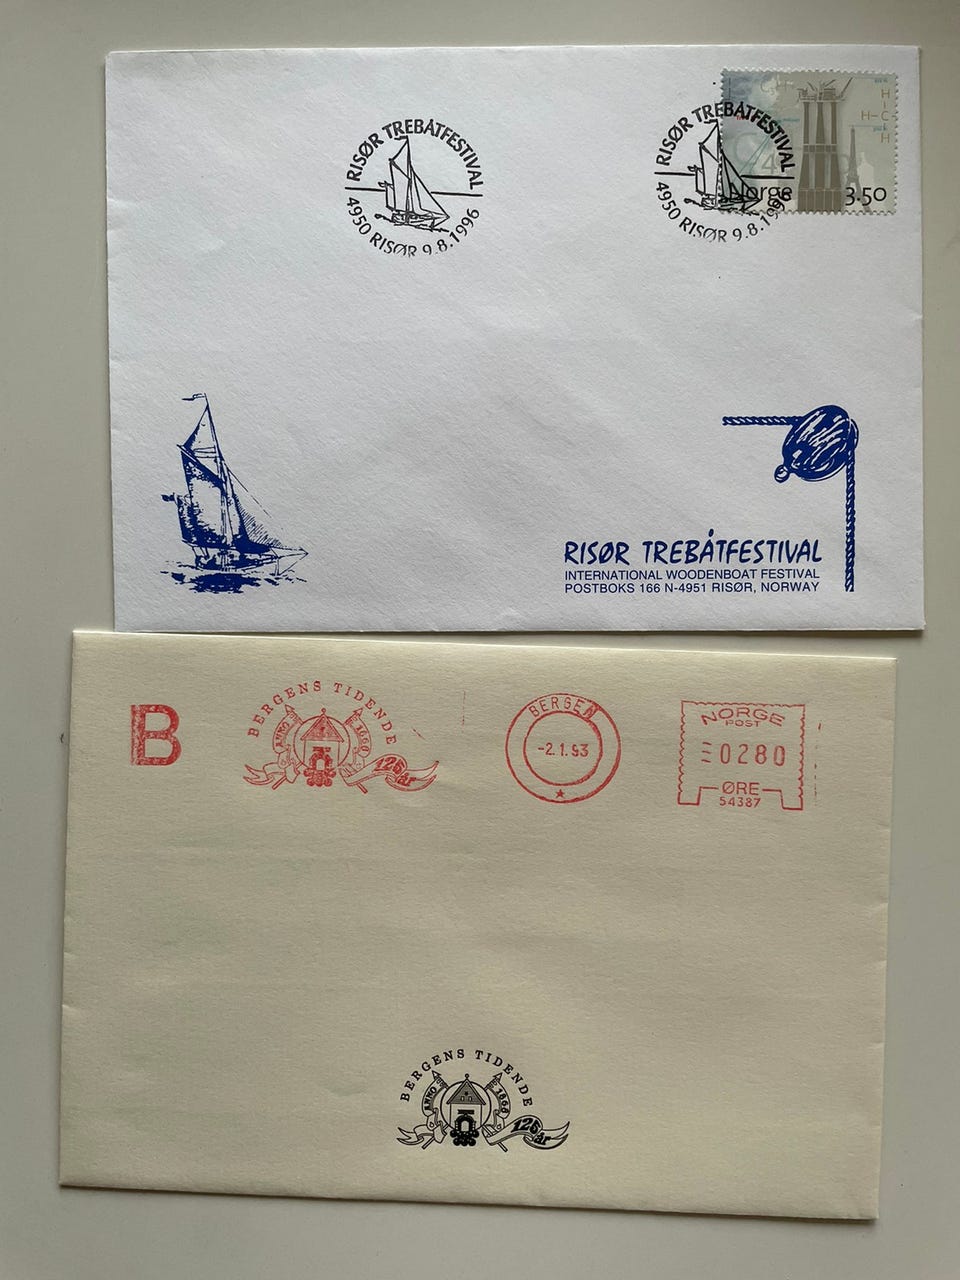 RISØR TREBÅTFESTIVAL
4950 RISØR 9.8.1996
RISØR TREBÅTFESTIVAL
4950 RISØR 9.8.1996
H
H-C
H
Norge 3.50
RISØR TREBÅTFESTIVAL
INTERNATIONAL WOODENBOAT FESTIVAL
POSTBOKS 166 N-4951 RISØR, NORWAY
B
BERGENS TIDENDE
ANNO 1868
125 år
BERGEN
-2.1.93
NORGE
POST
0280
ØRE
54387
BERGENS TIDENDE
ANNO 1868
125 år